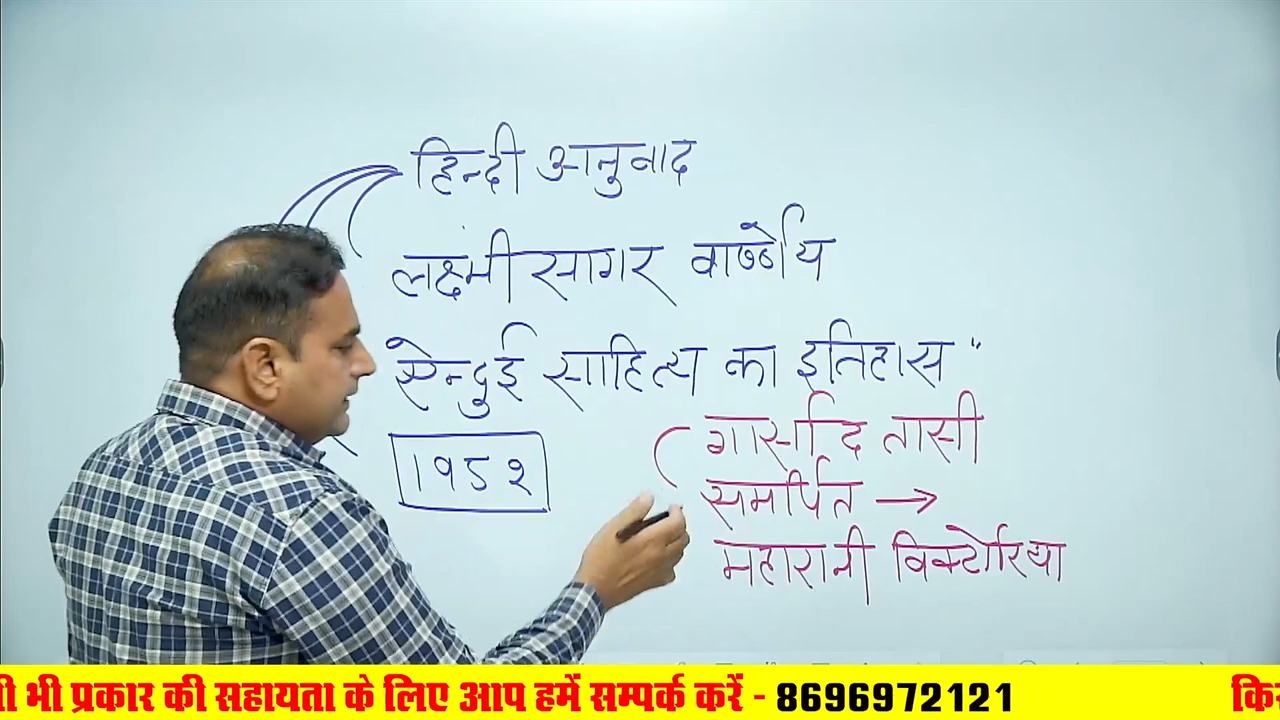 हिन्दी अनुवाद
लक्ष्मीसागर वार्ष्णेय
सेन्दुई साहित्य का इतिहास "
१९५२
गार्सा द तासी
समर्पित →
महारानी विक्टोरिया
भी प्रकार की सहायता के लिए आप हमें सम्पर्क करें - 8696972121